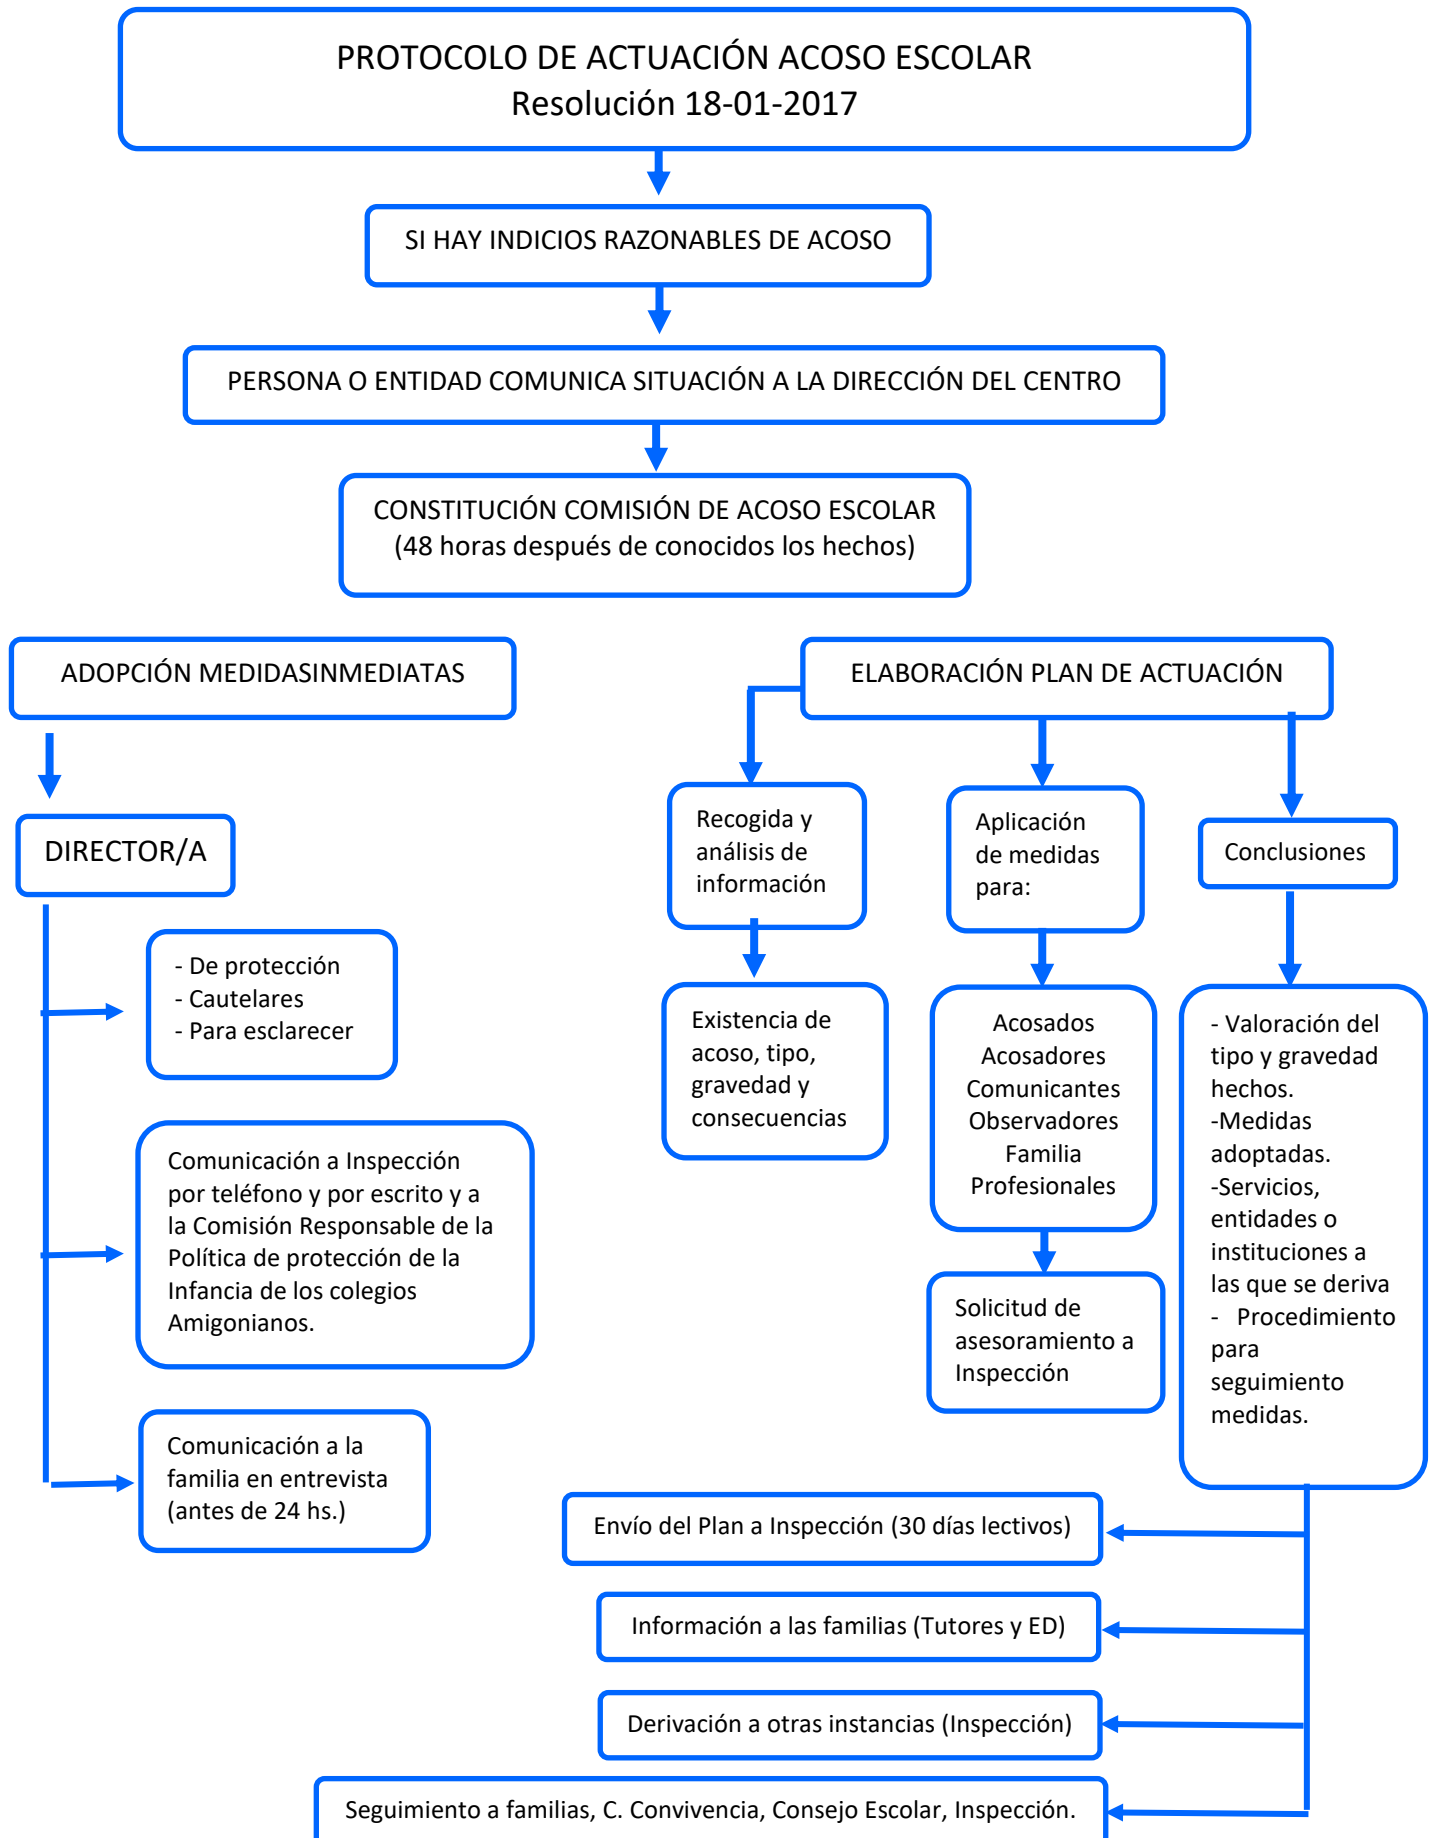 PROTOCOLO DE ACTUACIÓN ACOSO ESCOLAR
Resolución 18-01-2017
SI HAY INDICIOS RAZONABLES DE ACOSO
PERSONA O ENTIDAD COMUNICA SITUACIÓN A LA DIRECCIÓN DEL CENTRO
CONSTITUCIÓN COMISIÓN DE ACOSO ESCOLAR
(48 horas después de conocidos los hechos)
ADOPCIÓN MEDIDASINMEDIATAS
DIRECTOR/A
- De protección
- Cautelares
- Para esclarecer
Comunicación a Inspección
por teléfono y por escrito y a
la Comisión Responsable de la
Política de protección de la
Infancia de los colegios
Amigonianos.
Comunicación a la
familia en entrevista
(antes de 24 hs.)
ELABORACIÓN PLAN DE ACTUACIÓN
Recogida y
análisis de
información
Existencia de
acoso, tipo,
gravedad y
consecuencias
Aplicación
de medidas
para:
Acosados
Acosadores
Comunicantes
Observadores
Familia
Profesionales
Solicitud de
asesoramiento a
Inspección
Conclusiones
- Valoración del
tipo y gravedad
hechos.
-Medidas
adoptadas.
-Servicios,
entidades o
instituciones a
las que se deriva
- Procedimiento
para
seguimiento
medidas.
Envío del Plan a Inspección (30 días lectivos)
Información a las familias (Tutores y ED)
Derivación a otras instancias (Inspección)
Seguimiento a familias, C. Convivencia, Consejo Escolar, Inspección.